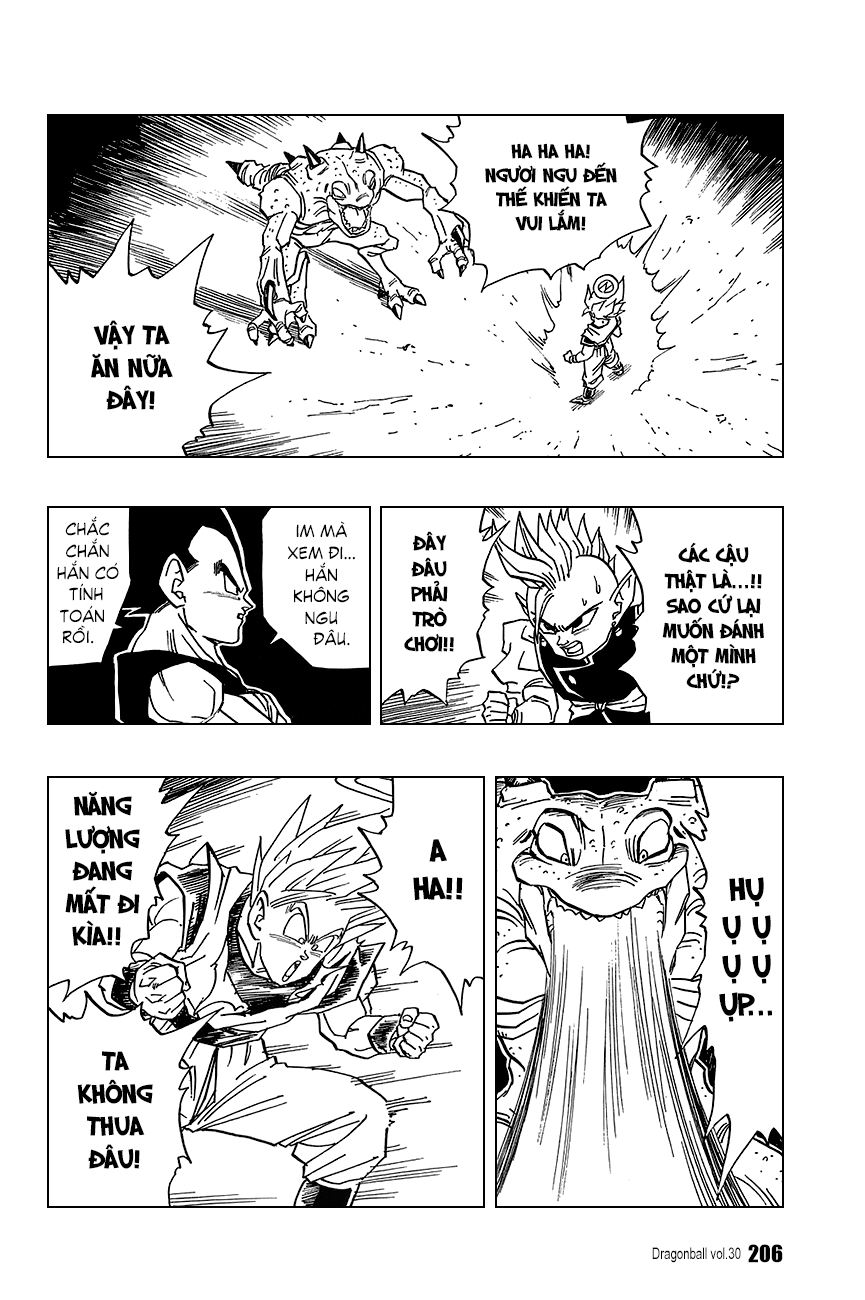 HA HA HA!
NGƯƠI NGU ĐẾN
THẾ KHIẾN TA
VUI LẮM!
VẬY TA
ĂN NỮA
ĐÂY!
CÁC CẬU
THẬT LÀ...!!
SAO CỨ LẠI
MUỐN ĐÁNH
MỘT MÌNH
CHỨ!?
ĐÂY
ĐÂU
PHẢI
TRÒ
CHƠI!!
IM MÀ
XEM ĐI...
HẮN
KHÔNG
NGU
ĐÂU.
CHẮC
CHẮN
HẮN CÓ
TÍNH
TOÁN
RỒI.
HỤ
Ụ Ụ
Ụ Ụ
ỤP...
A
HA!!
NĂNG
LƯỢNG
ĐANG
MẤT ĐI
KÌA!!
TA
KHÔNG
THUA
ĐÂU!
Dragonball vol.30 206